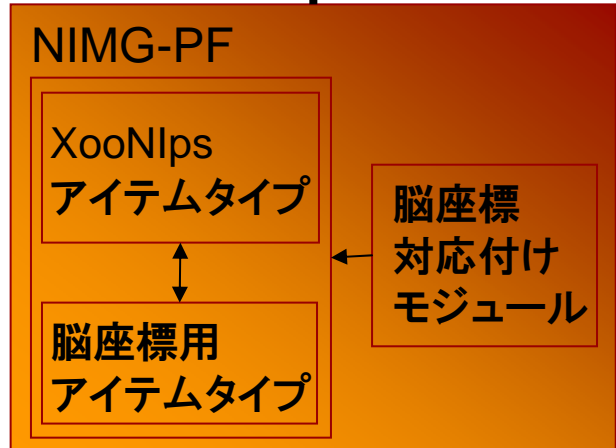 NIMG-PF
XooNIps
アイテムタイプ
脳座標用
アイテムタイプ
脳座標
対応付け
モジュール